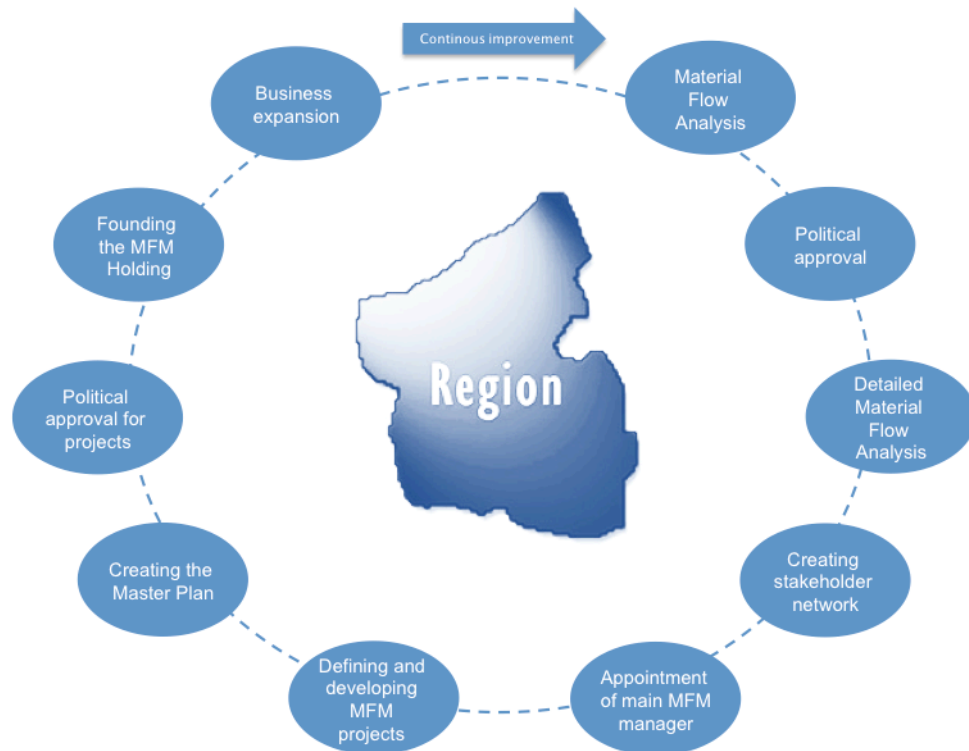 Continous improvement
Material
Flow
Analysis
Political
approval
Detailed
Material
Flow
Analysis
Creating
stakeholder
network
Appointment
of main MFM
manager
Defining and
developing
MFM
projects
Creating the
Master Plan
Political
approval for
projects
Founding
the MFM
Holding
Business
expansion
Region